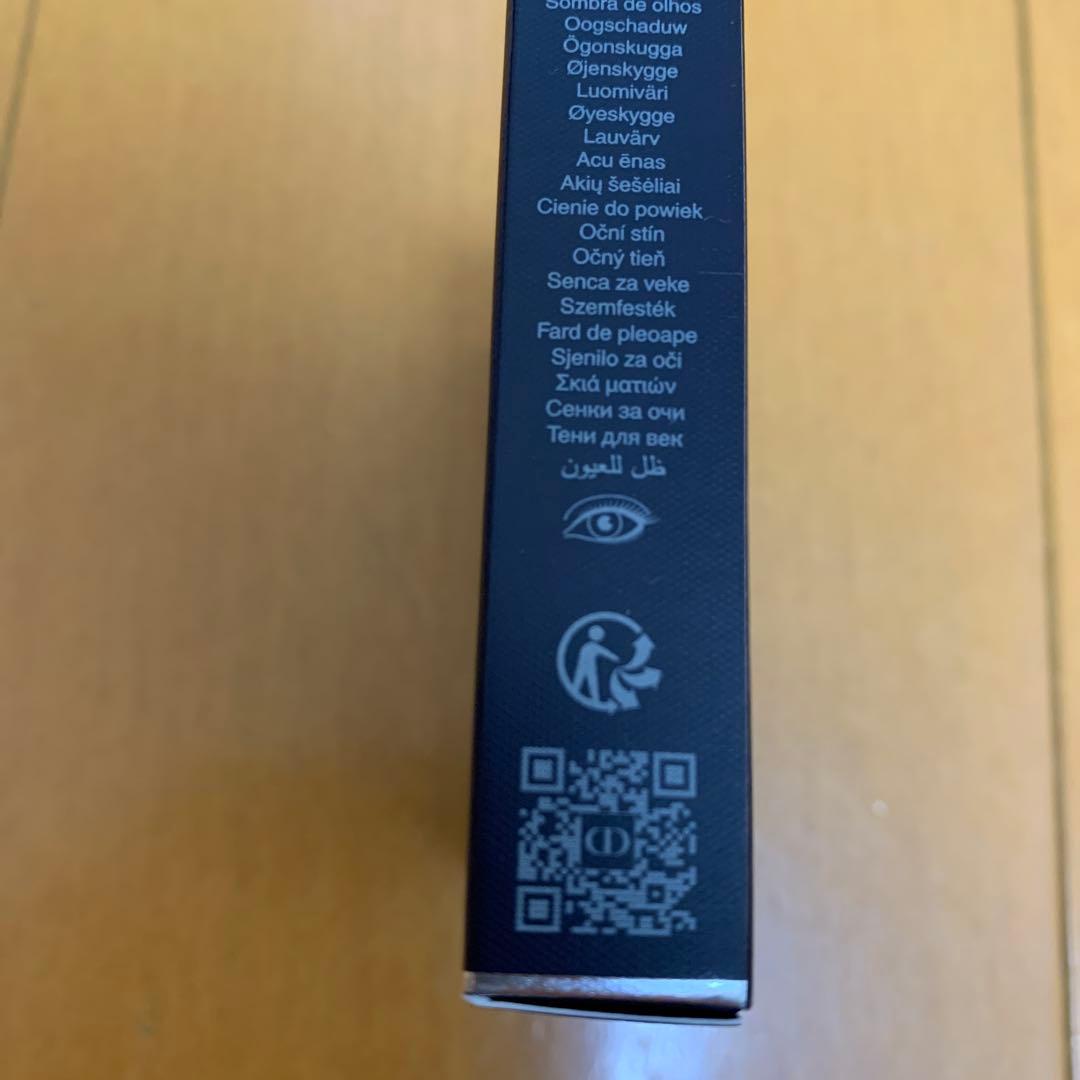 Sombra de olhos
Oogschaduw
Ögonskugga
Øjenskygge
Luomiväri
Øyeskygge
Lauvärv
Acu ēnas
Akių šešėliai
Cienie do powiek
Oční stín
Očný tieň
Senca za veke
Szemfesték
Fard de pleoape
Sjenilo za oči
Σκιά ματιών
Сенки за очи
Тени для век
ظل للعيون